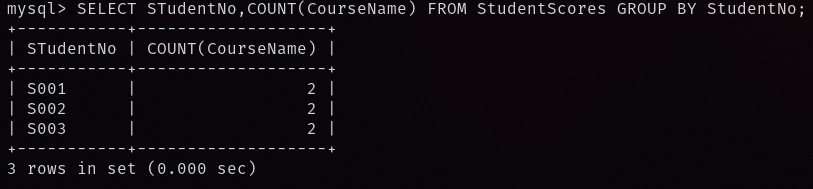 mysql> SELECT STudentNo,COUNT(CourseName) FROM StudentScores GROUP BY StudentNo;
+-----------+-------------------+
| STudentNo | COUNT(CourseName) |
+-----------+-------------------+
| S001      |                 2 |
| S002      |                 2 |
| S003      |                 2 |
+-----------+-------------------+
3 rows in set (0.000 sec)